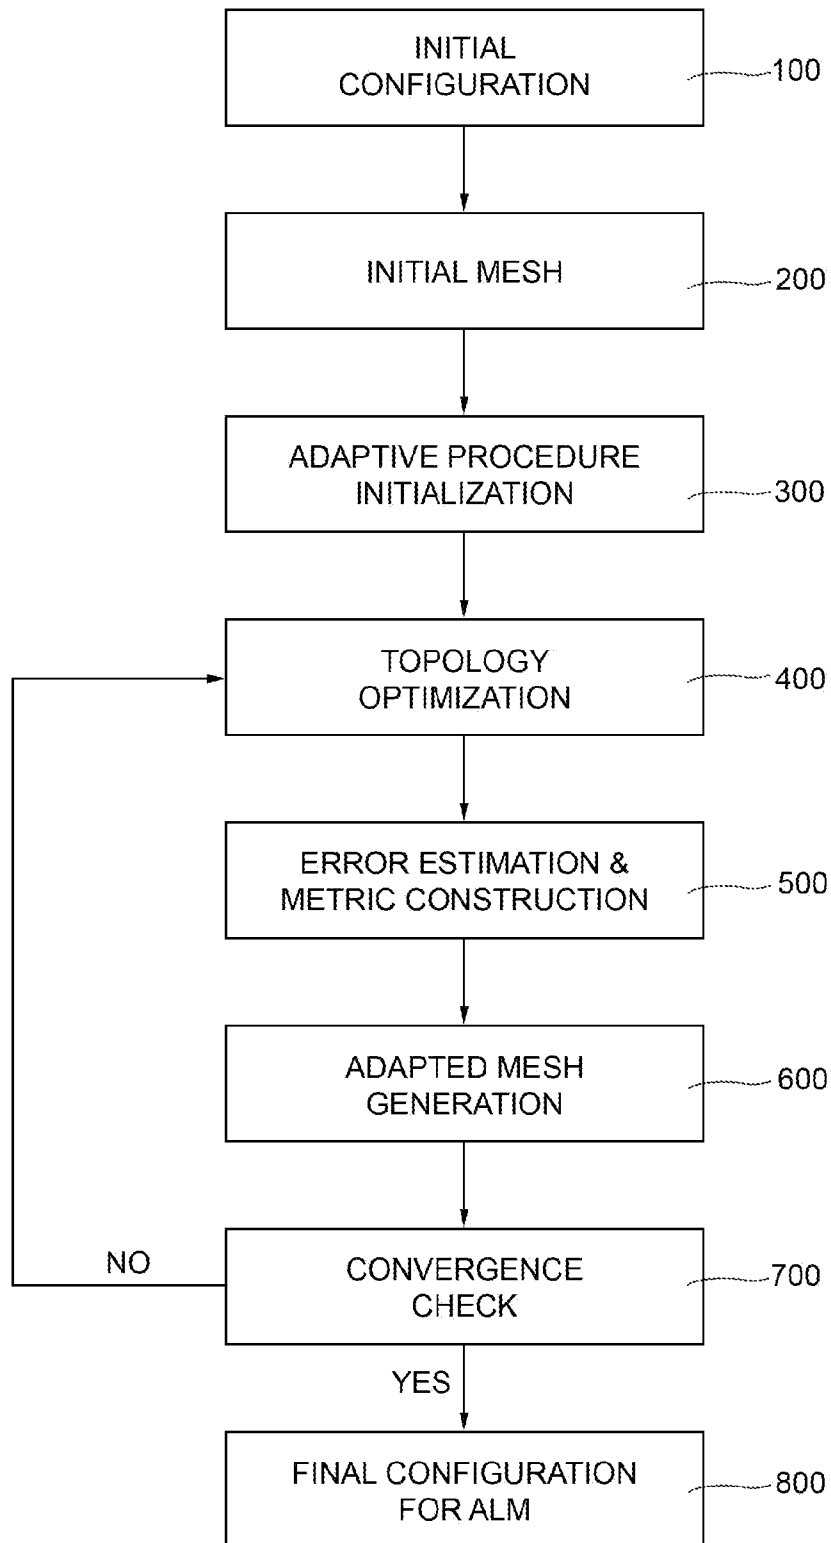 INITIAL
CONFIGURATION
100
INITIAL MESH
200
ADAPTIVE PROCEDURE
INITIALIZATION
300
TOPOLOGY
OPTIMIZATION
400
ERROR ESTIMATION &
METRIC CONSTRUCTION
500
ADAPTED MESH
GENERATION
600
NO
CONVERGENCE
CHECK
700
YES
FINAL CONFIGURATION
FOR ALM
800